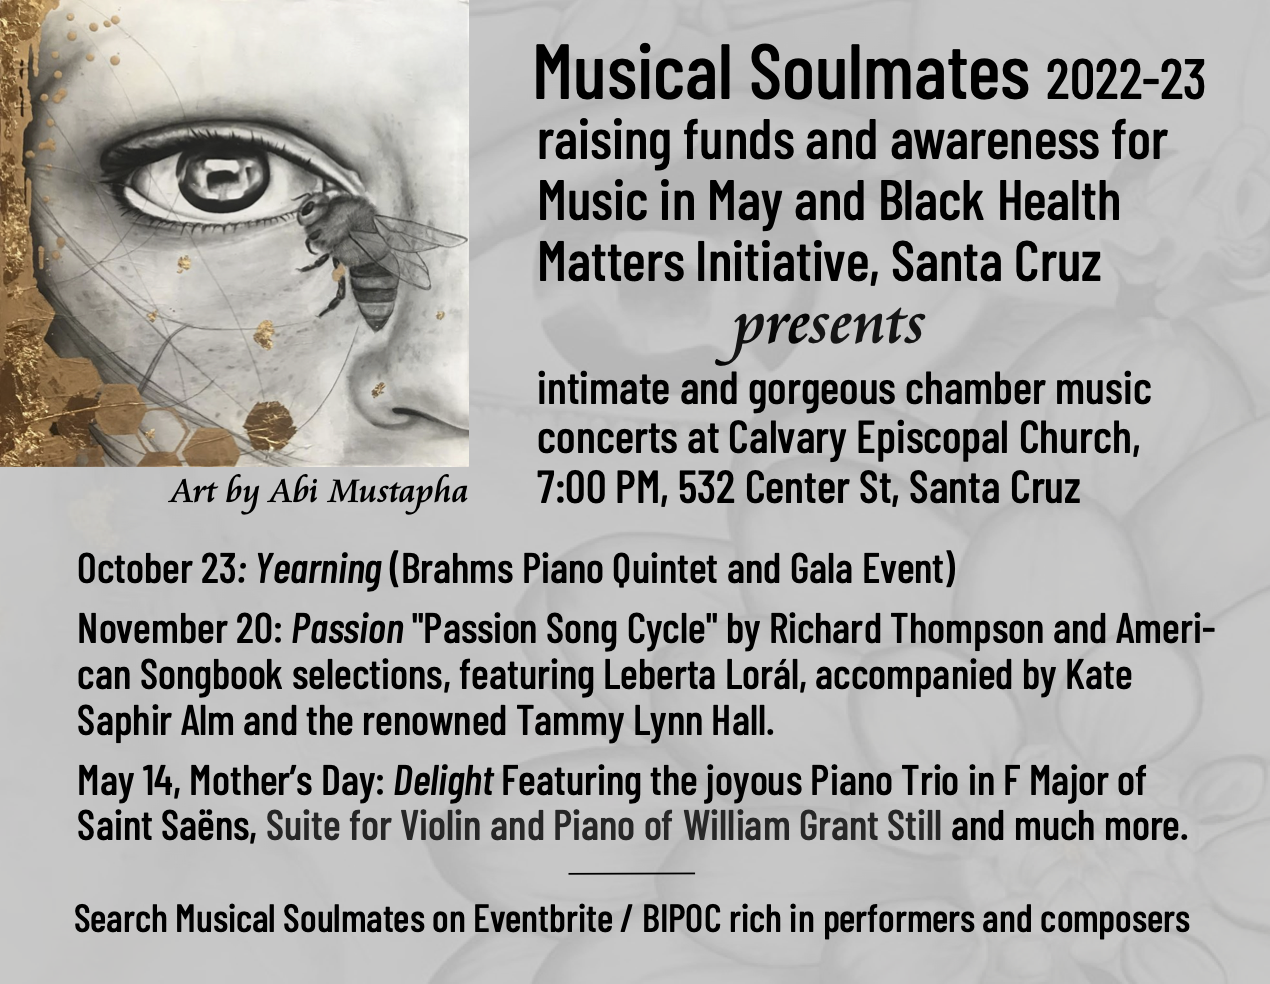 Musical Soulmates 2022-23
raising funds and awareness for
Music in May and Black Health
Matters Initiative, Santa Cruz
presents
intimate and gorgeous chamber music
concerts at Calvary Episcopal Church,
7:00 PM, 532 Center St, Santa Cruz
Art by Abi Mustapha
October 23: Yearning (Brahms Piano Quintet and Gala Event)
November 20: Passion "Passion Song Cycle" by Richard Thompson and Ameri-
can Songbook selections, featuring Leberta Lorál, accompanied by Kate
Saphir Alm and the renowned Tammy Lynn Hall.
May 14, Mother’s Day: Delight Featuring the joyous Piano Trio in F Major of
Saint Saëns, Suite for Violin and Piano of William Grant Still and much more.
Search Musical Soulmates on Eventbrite / BIPOC rich in performers and composers